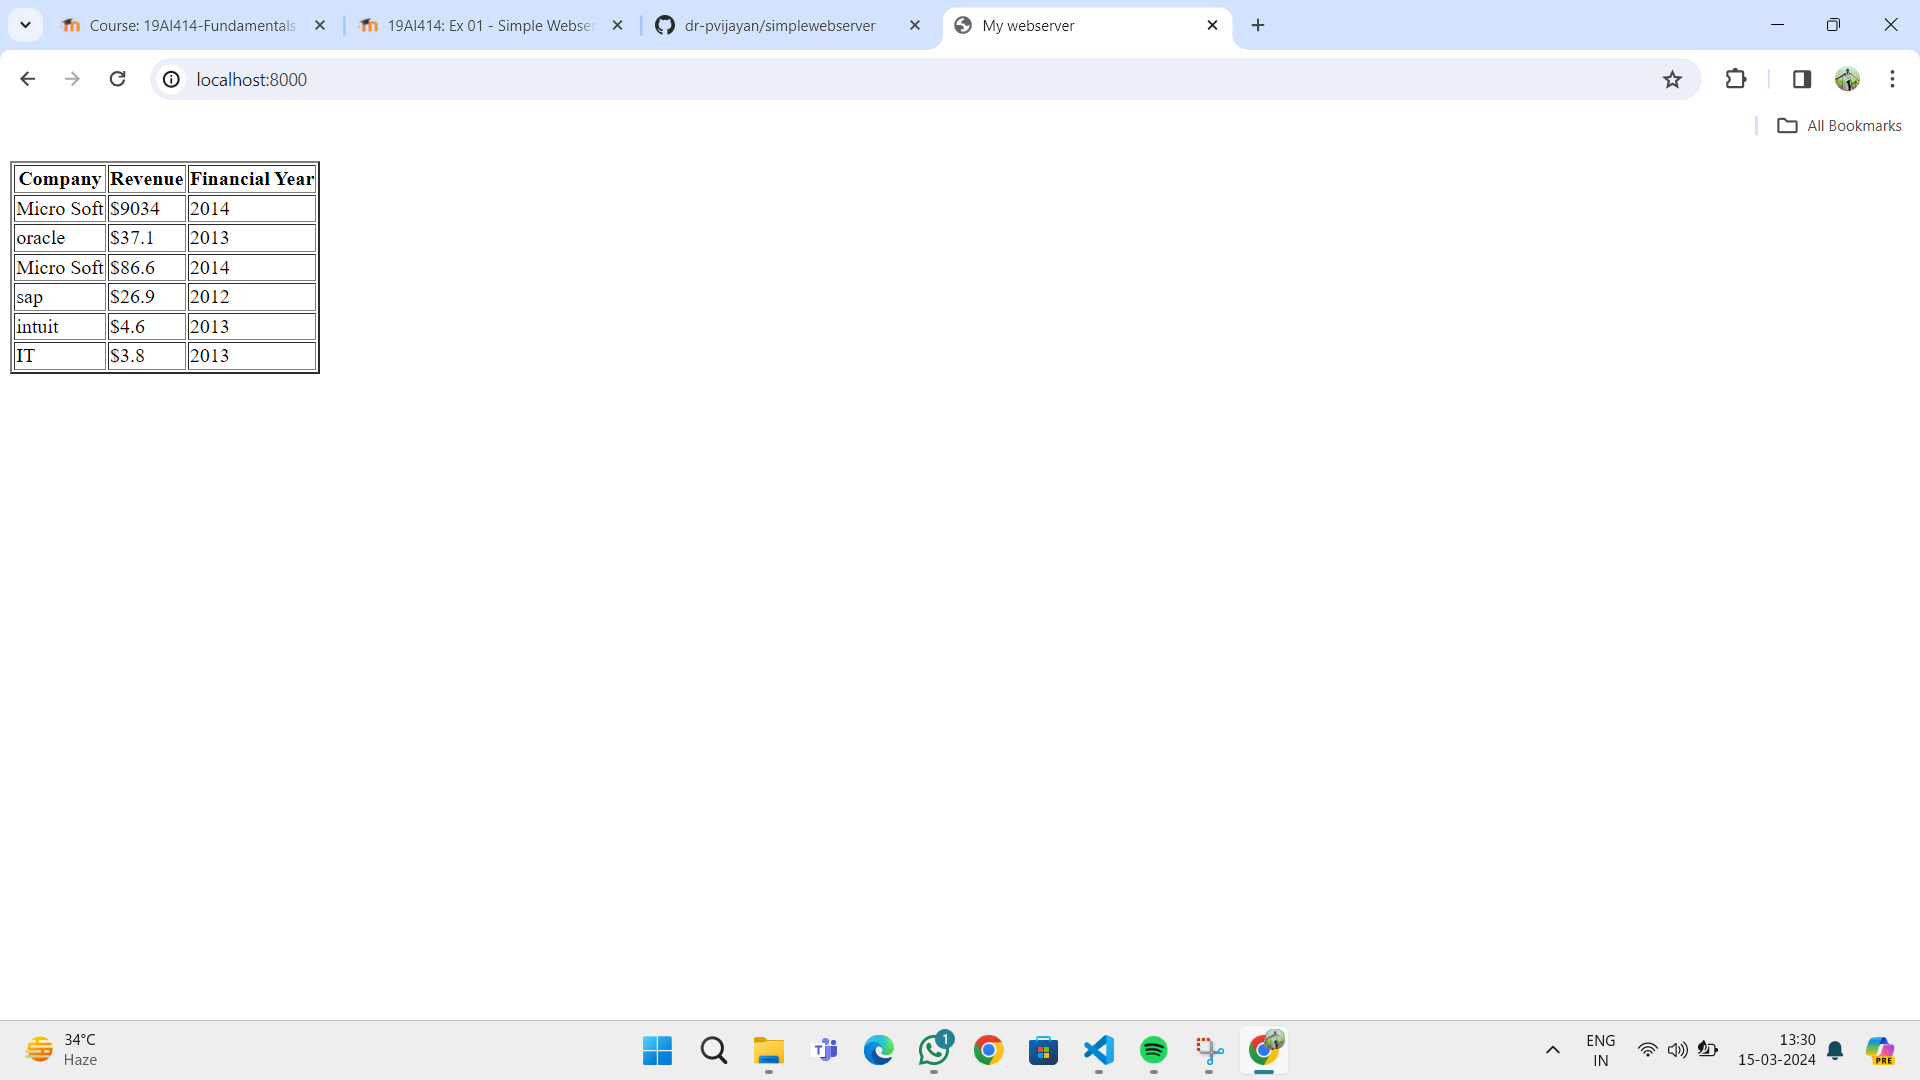 Course: 19AI414-Fundamentals
19AI414: Ex 01 - Simple Webser
dr-pvijayan/simplewebserver
My webserver
localhost:8000
All Bookmarks
Company Revenue Financial Year
Micro Soft $9034 2014
oracle $37.1 2013
Micro Soft $86.6 2014
sap $26.9 2012
intuit $4.6 2013
IT $3.8 2013
34°C
Haze
1
PRE
ENG
IN
13:30
15-03-2024
PRE